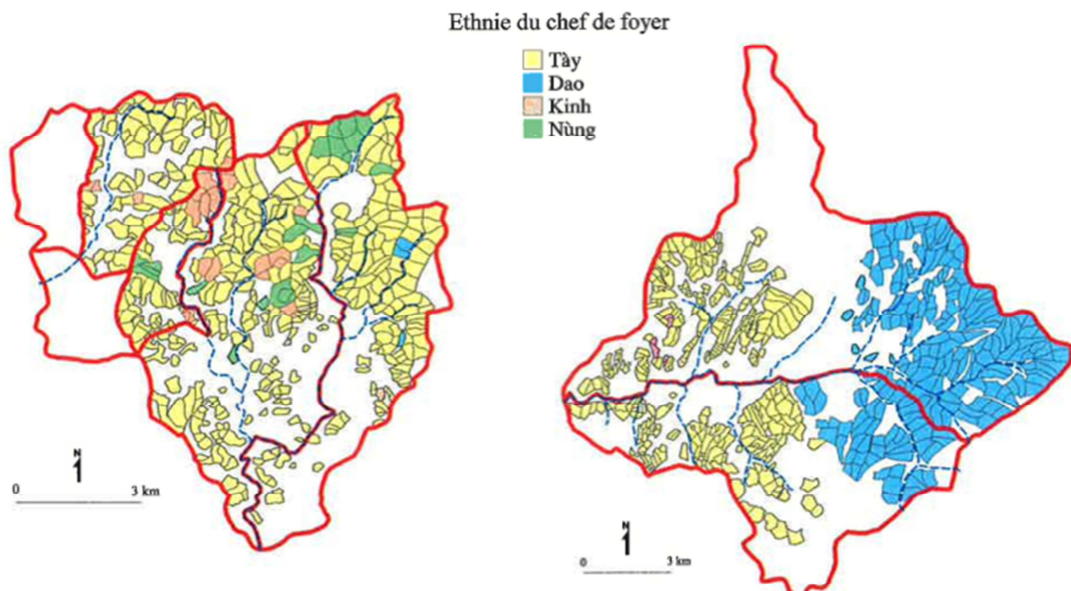 Ethnie du chef de foyer
Tày
Dao
Kinh
Nùng
N
0 3 km
N
0 3 km